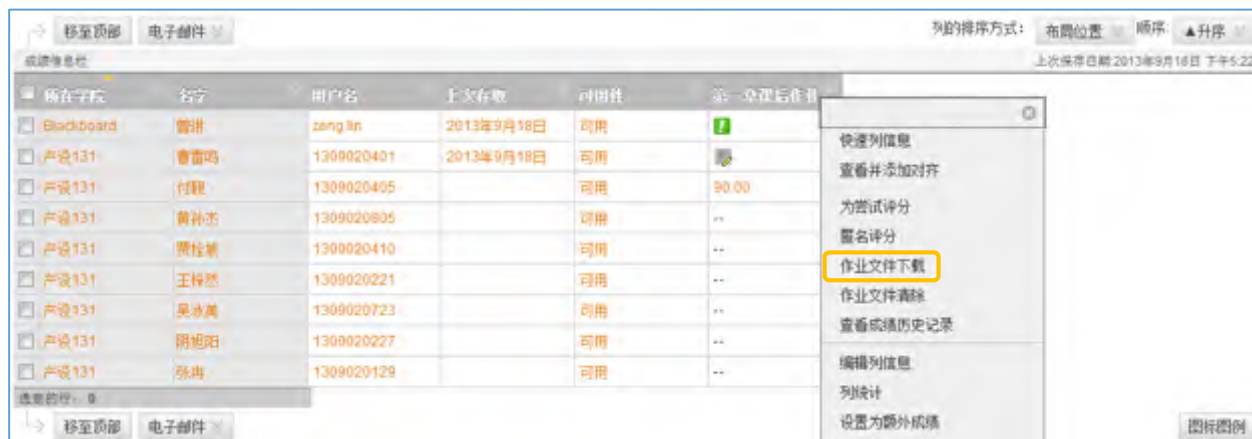 移至顶部 电子邮件 列的排序方式： 布局位置 顺序: ▲升序
成绩信息栏 上次保存日期:2013年9月18日 下午5:22
所在学院 名字 用户名 上次存取 可用性 第一章课后作业
Blackboard 曾琳 zeng.lin 2013年9月18日 可用
产设131 曹雷鸣 1309020401 2013年9月18日 可用
产设131 付靓 1309020405 可用 90.00
产设131 黄孙杰 1309020805 可用 --
产设131 1309020410 可用 --
产设131 王梓然 1309020221 可用 --
产设131 吴冰美 1309020723 可用 --
产设131 阴旭阳 1309020227 可用 --
产设131 张冉 1309020129 可用 --
选定的行: 0
移至顶部 电子邮件 图标图例
快速列信息
查看并添加对齐
为尝试评分
匿名评分
作业文件下载
作业文件清除
查看成绩历史记录
编辑列信息
列统计
设置为额外成绩